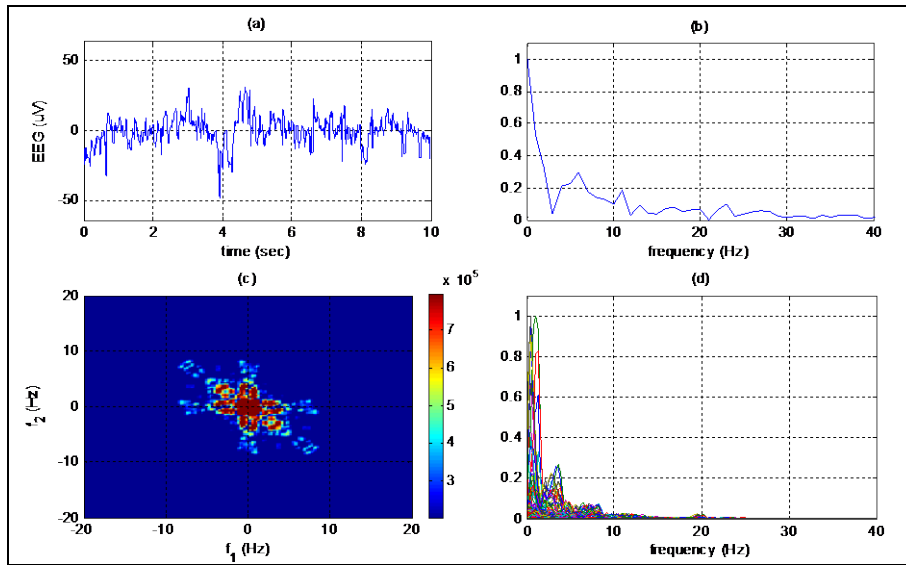 (a)
50
0
-50
EEG (uV)
0 2 4 6 8 10
time (sec)
(b)
1
0.8
0.6
0.4
0.2
0
0 10 20 30 40
frequency (Hz)
(c)
20
10
0
-10
-20
f2 (Hz)
-20 -10 0 10 20
f1 (Hz)
x 10^5
7
6
5
4
3
(d)
1
0.8
0.6
0.4
0.2
0
0 10 20 30 40
frequency (Hz)